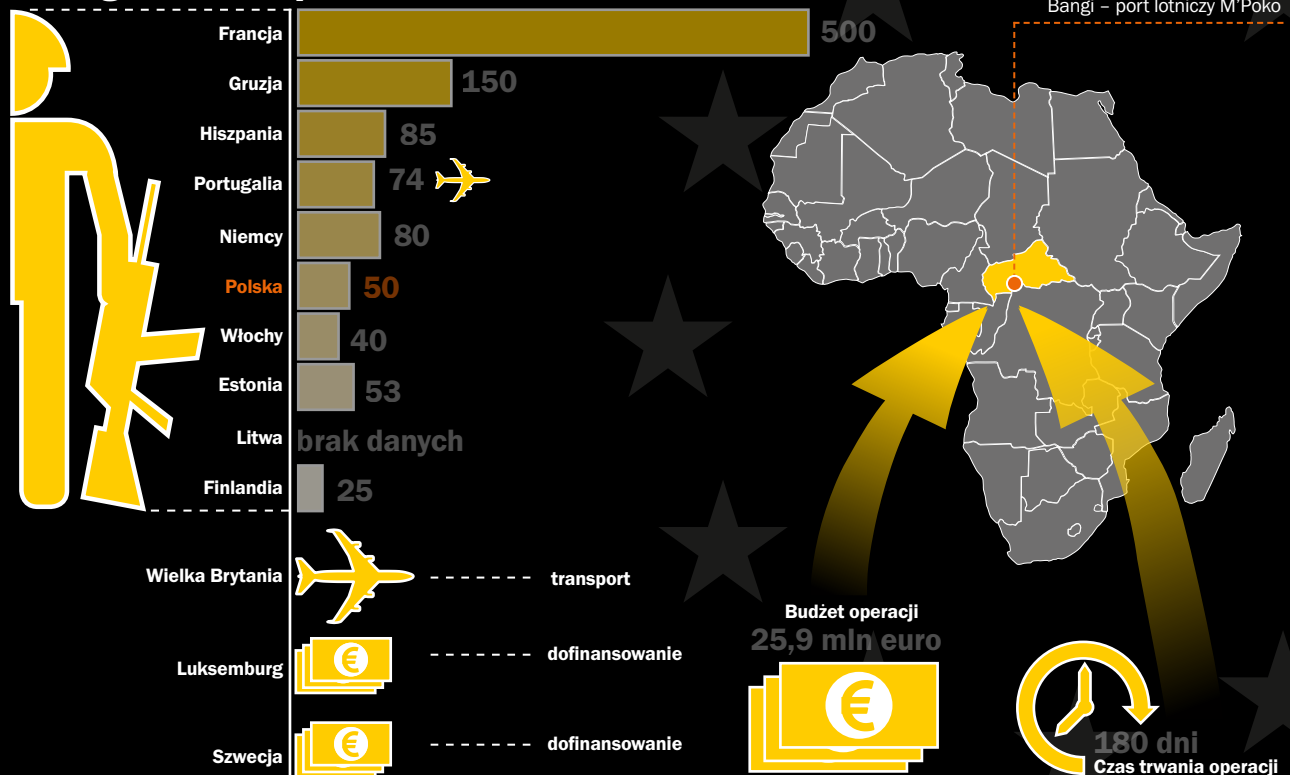 Bangi – port lotniczy M'Poko
Francja 500
Gruzja 150
Hiszpania 85
Portugalia 74
Niemcy 80
Polska 50
Włochy 40
Estonia 53
Litwa brak danych
Finlandia 25
Wielka Brytania transport
Luksemburg dofinansowanie
Szwecja dofinansowanie
Budżet operacji
25,9 mln euro
€
€
€
180 dni
Czas trwania operacji